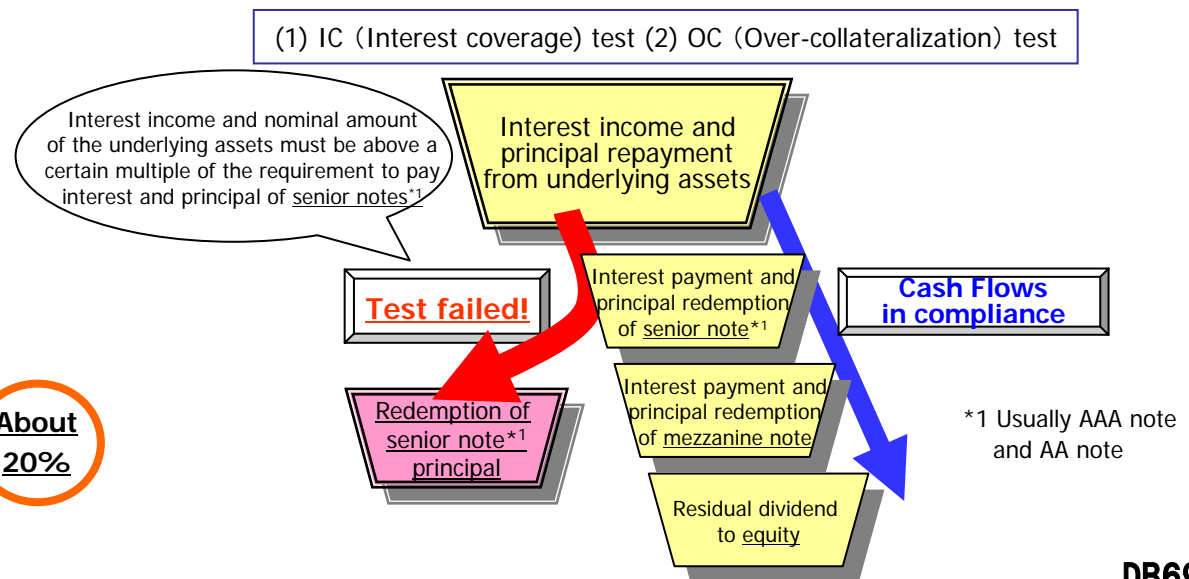 (1) IC (Interest coverage) test (2) OC (Over-collateralization) test
Interest income and nominal amount
of the underlying assets must be above a
certain multiple of the requirement to pay
interest and principal of senior notes*1
Interest income and
principal repayment
from underlying assets
Test failed!
Interest payment and
principal redemption
of senior note*1
Cash Flows
in compliance
Redemption of
senior note*1
principal
Interest payment and
principal redemption
of mezzanine note
*1 Usually AAA note
and AA note
About
20%
Residual dividend
to equity
DB69